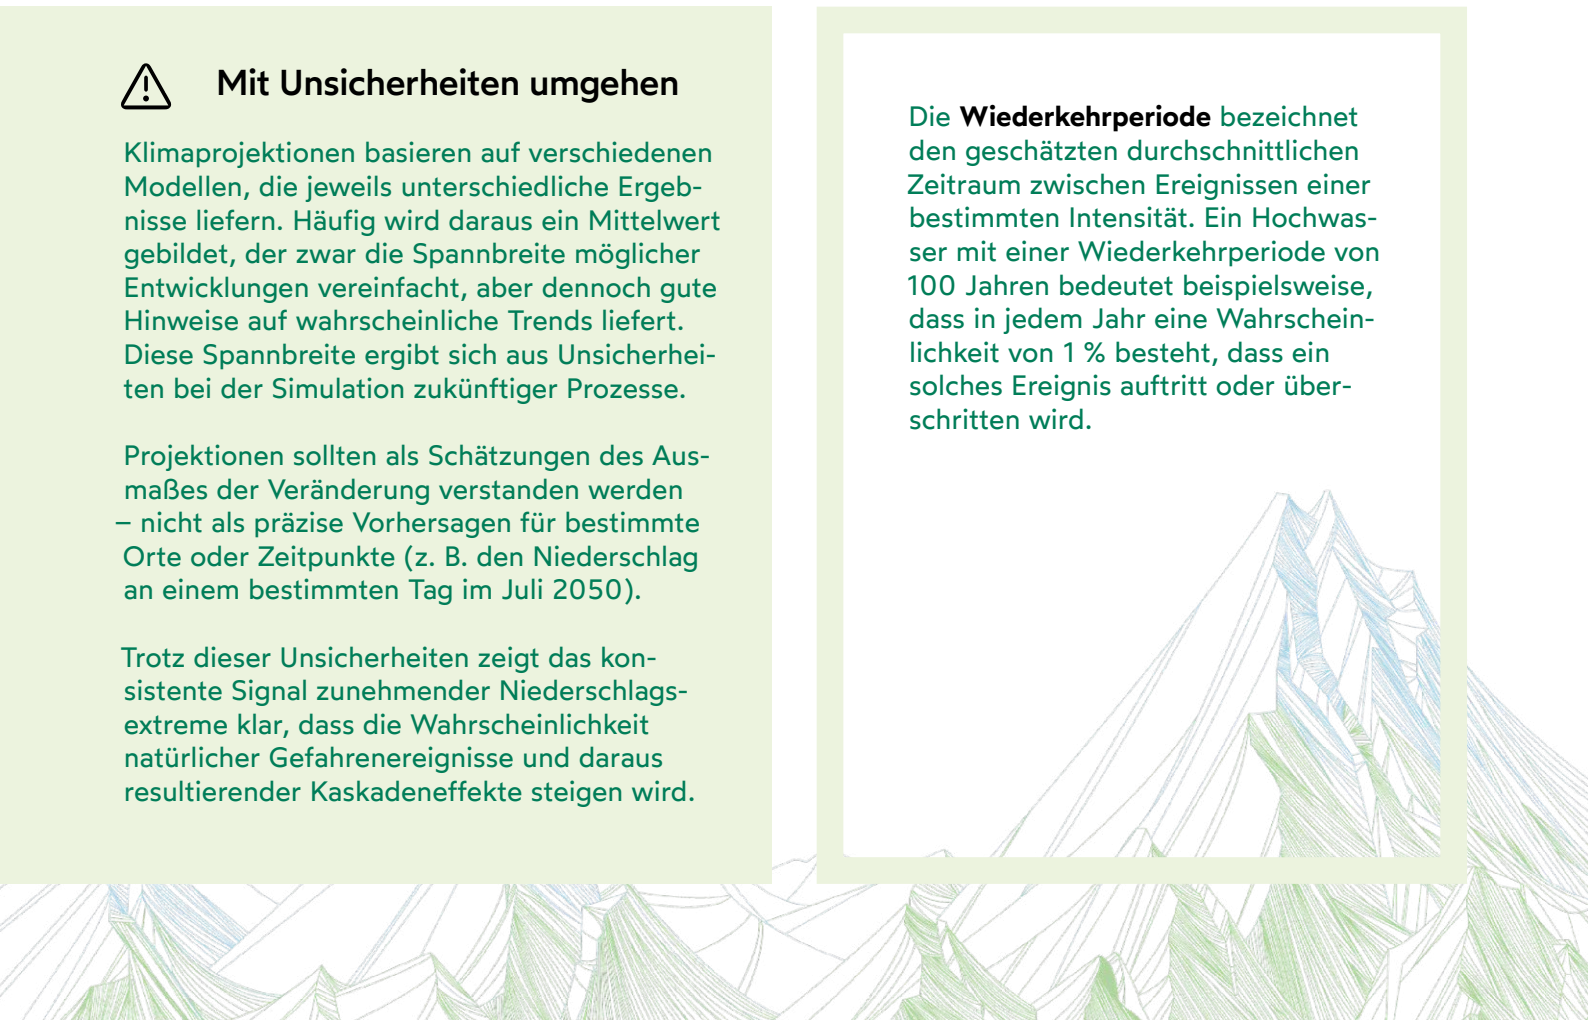 Mit Unsicherheiten umgehen
Klimaprojektionen basieren auf verschiedenen
Modellen, die jeweils unterschiedliche Ergeb-
nisse liefern. Häufig wird daraus ein Mittelwert
gebildet, der zwar die Spannbreite möglicher
Entwicklungen vereinfacht, aber dennoch gute
Hinweise auf wahrscheinliche Trends liefert.
Diese Spannbreite ergibt sich aus Unsicherhei-
ten bei der Simulation zukünftiger Prozesse.
Projektionen sollten als Schätzungen des Aus-
maßes der Veränderung verstanden werden
– nicht als präzise Vorhersagen für bestimmte
Orte oder Zeitpunkte (z. B. den Niederschlag
an einem bestimmten Tag im Juli 2050).
Trotz dieser Unsicherheiten zeigt das kon-
sistente Signal zunehmender Niederschlags-
extreme klar, dass die Wahrscheinlichkeit
natürlicher Gefahrenereignisse und daraus
resultierender Kaskadeneffekte steigen wird.
Die Wiederkehrperiode bezeichnet
den geschätzten durchschnittlichen
Zeitraum zwischen Ereignissen einer
bestimmten Intensität. Ein Hochwas-
ser mit einer Wiederkehrperiode von
100 Jahren bedeutet beispielsweise,
dass in jedem Jahr eine Wahrschein-
lichkeit von 1 % besteht, dass ein
solches Ereignis auftritt oder über-
schritten wird.